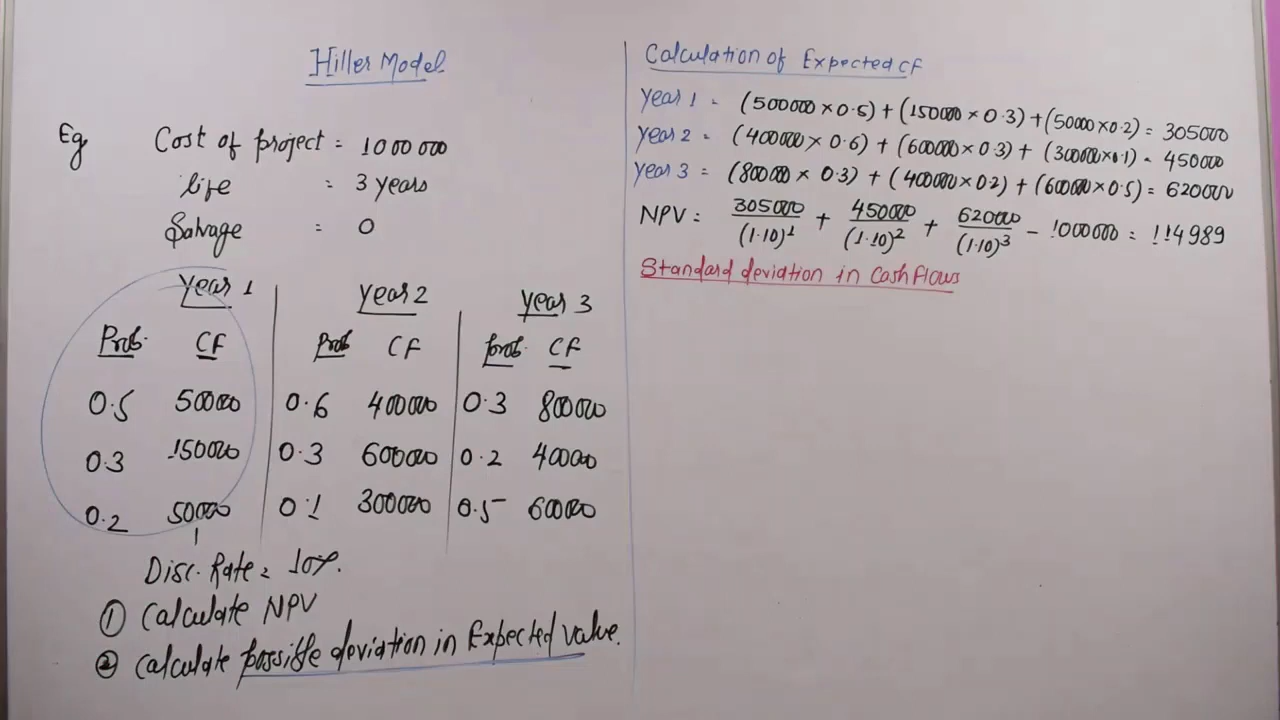 Hiller Model
Eg Cost of project = 1000000
life = 3 years
Salvage = 0
Year 1 Year 2 Year 3
Prob. CF Prob CF prob. CF
0.5 500000 0.6 400000 0.3 800000
0.3 150000 0.3 600000 0.2 400000
0.2 50000 0.1 300000 0.5 600000
Disc. Rate = 10%.
① Calculate NPV
② Calculate possible deviation in Expected value.
Calculation of Expected CF
Year 1 = (500000 × 0.5) + (150000 × 0.3) + (50000 × 0.2) = 305000
Year 2 = (400000 × 0.6) + (600000 × 0.3) + (300000 × 0.1) = 450000
Year 3 = (800000 × 0.3) + (400000 × 0.2) + (600000 × 0.5) = 620000
NPV = 305000/(1.10)¹ + 450000/(1.10)² + 620000/(1.10)³ - 1000000 = 114989
Standard deviation in Cash flows